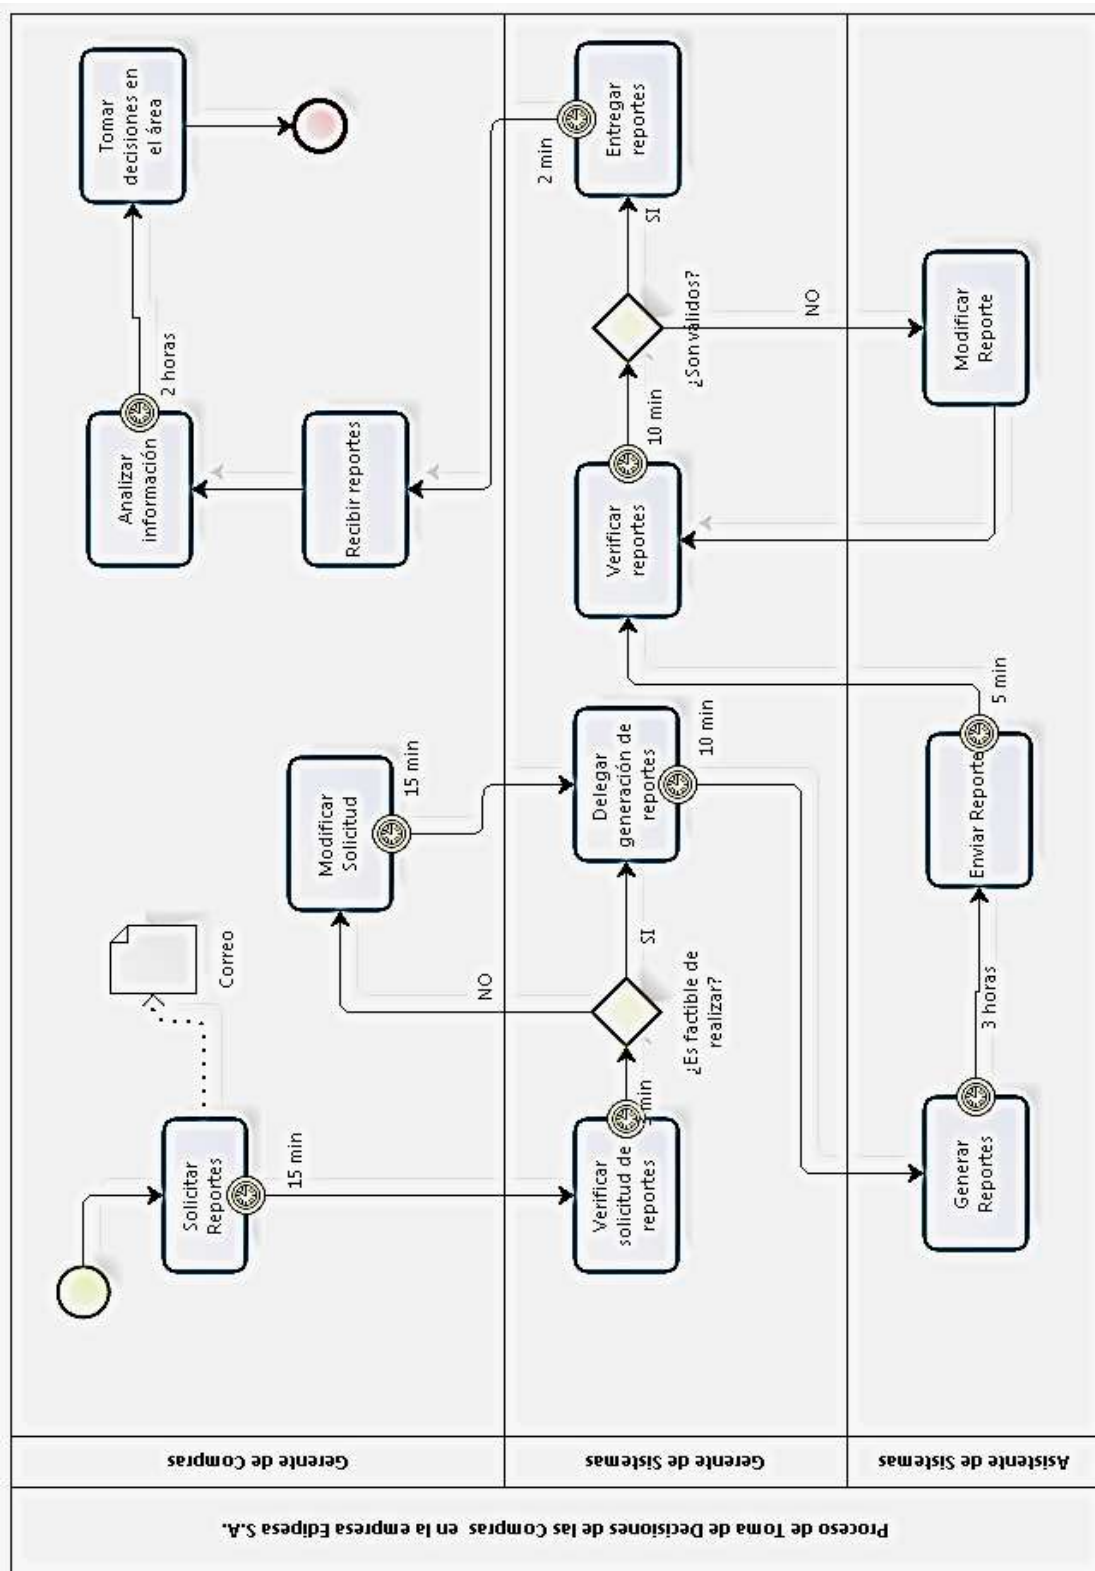 Proceso de Toma de Decisiones de las Compras en la empresa Edipesa S.A.
Gerente de Compras
Solicitar
Reportes
15 min
Correo
Modificar
Solicitud
15 min
Recibir reportes
Analizar
información
2 horas
Tomar
decisiones en
el área
Gerente de Sistemas
Verificar
solicitud de
reportes
min
¿Es factible de
realizar?
NO
SI
Delegar
generación de
reportes
10 min
Verificar
reportes
10 min
¿Son válidos?
SI
NO
Entregar
reportes
2 min
Asistente de Sistemas
Generar
Reportes
3 horas
Enviar Reporte
5 min
Modificar
Reporte